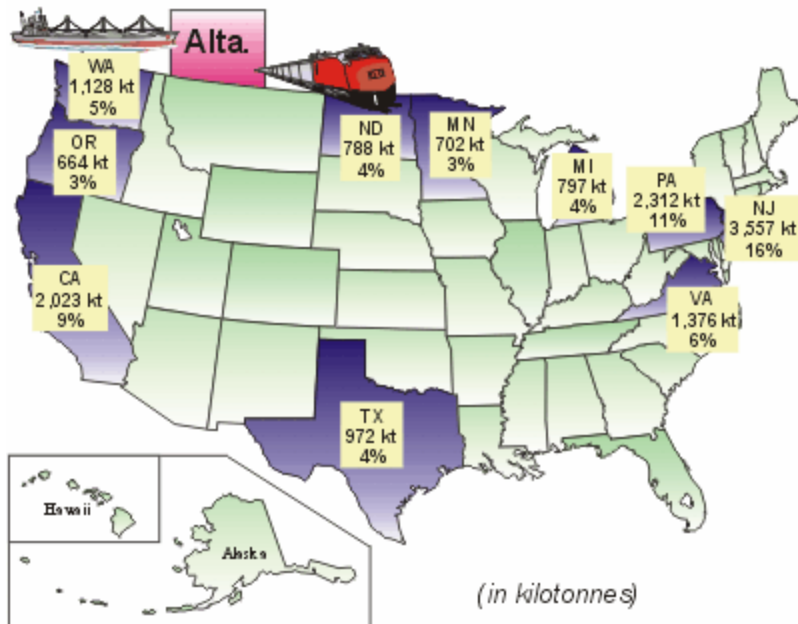 Alta.
WA
1,128 kt
5%
OR
664 kt
3%
CA
2,023 kt
9%
ND
788 kt
4%
MN
702 kt
3%
MI
797 kt
4%
PA
2,312 kt
11%
NJ
3,557 kt
16%
VA
1,376 kt
6%
TX
972 kt
4%
Hawaii
Alaska
(in kilotonnes)